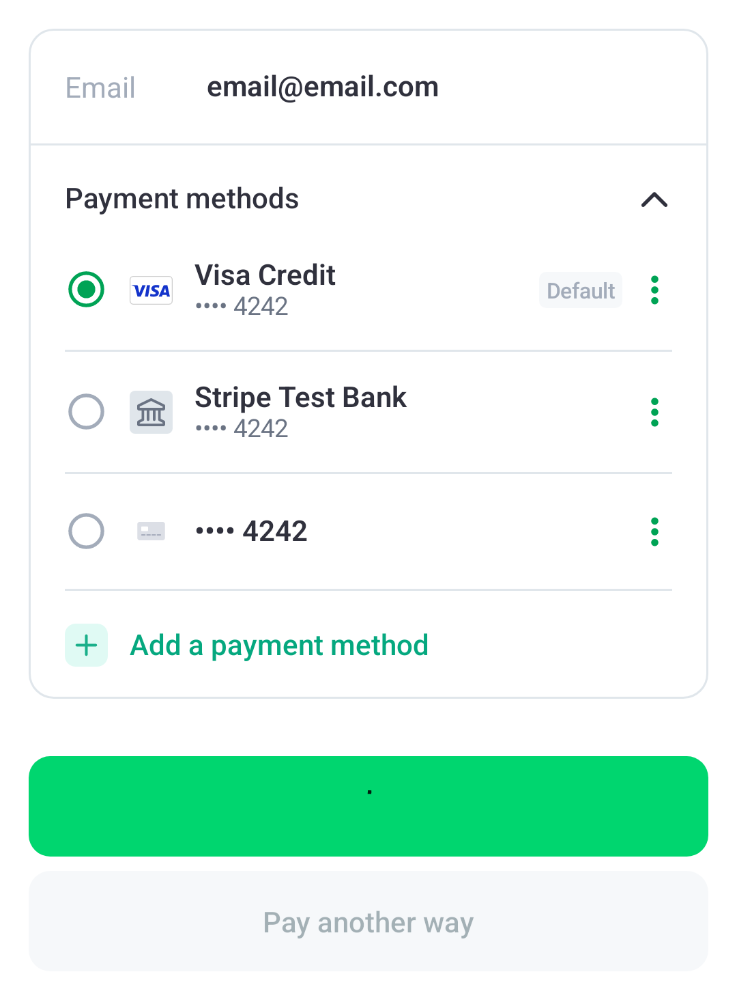 Email email@email.com
Payment methods
VISA Visa Credit Default
•••• 4242
Stripe Test Bank
•••• 4242
•••• 4242
+ Add a payment method
.
Pay another way